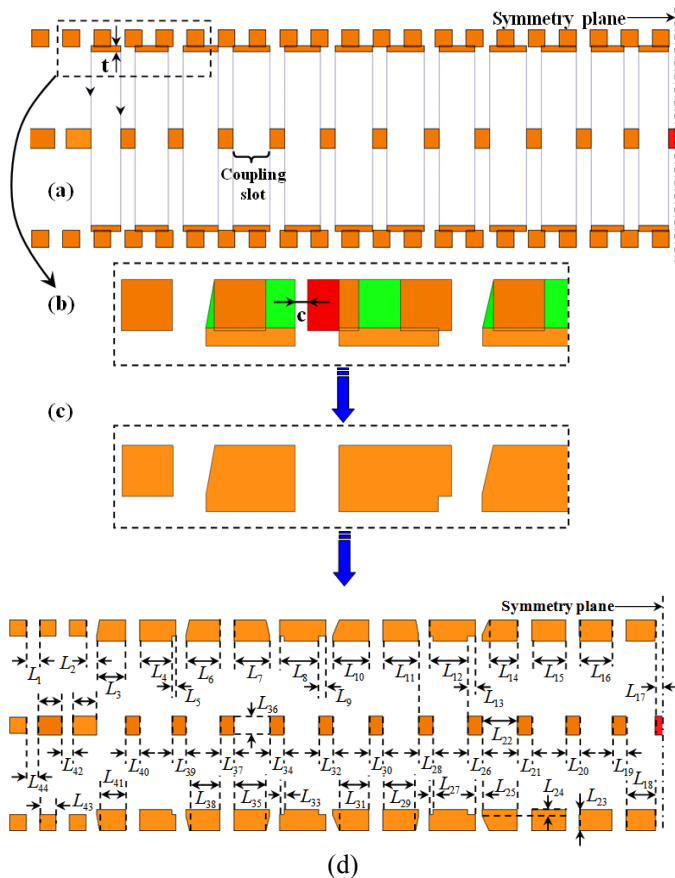 Symmetry plane
t
Coupling
slot
(a)
(b)
c
(c)
Symmetry plane
L1 L2 L3 L4 L5 L6 L7 L8 L9 L10 L11 L12 L13 L14 L15 L16 L17
L36 L22
L44 L42 L40 L39 L37 L34 L32 L30 L28 L26 L21 L20 L19 L18
L43 L41 L38 L35 L33 L31 L29 L27 L25 L24 L23
(d)